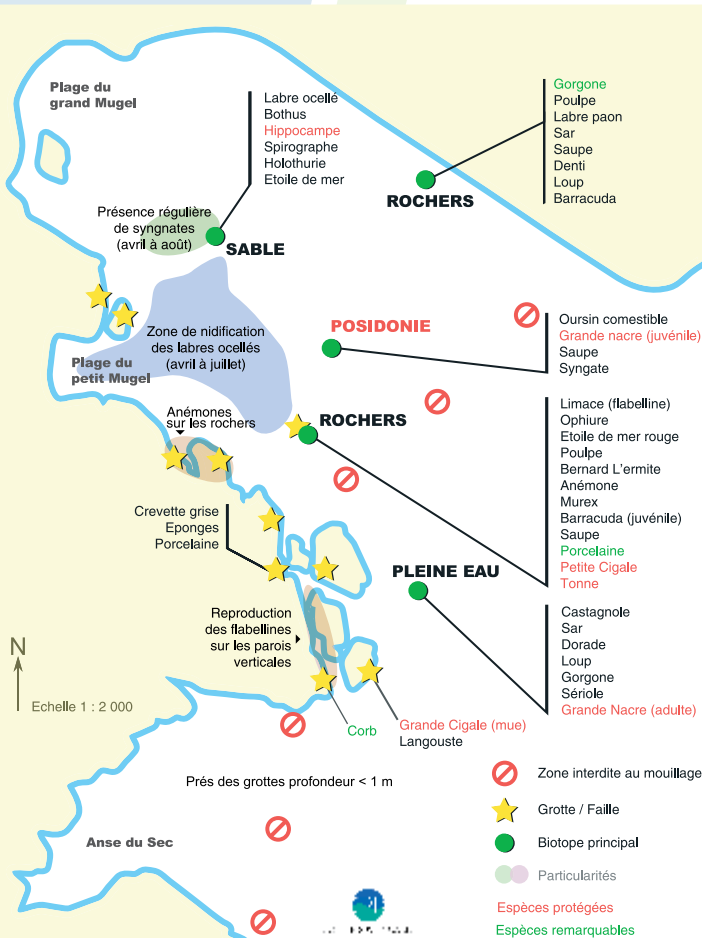 Plage du
grand Mugel
Labre ocellé
Bothus
Hippocampe
Spirographe
Holothurie
Etoile de mer
Gorgone
Poulpe
Labre paon
Sar
Saupe
Denti
Loup
Barracuda
ROCHERS
Présence régulière
de syngnates
(avril à août)
SABLE
Zone de nidification
des labres ocellés
(avril à juillet)
Plage du
petit Mugel
POSIDONIE
Oursin comestible
Grande nacre (juvénile)
Saupe
Syngate
Anémones
sur les rochers
ROCHERS
Limace (flabelline)
Ophiure
Etoile de mer rouge
Poulpe
Bernard L'ermite
Anémone
Murex
Barracuda (juvénile)
Saupe
Porcelaine
Petite Cigale
Tonne
Crevette grise
Eponges
Porcelaine
PLEINE EAU
Castagnole
Sar
Dorade
Loup
Gorgone
Sériole
Grande Nacre (adulte)
Reproduction
des flabellines
sur les parois
verticales
N
Echelle 1 : 2 000
Corb
Grande Cigale (mue)
Langouste
Prés des grottes profondeur < 1 m
Anse du Sec
Zone interdite au mouillage
Grotte / Faille
Biotope principal
Particularités
Espèces protégées
Espèces remarquables